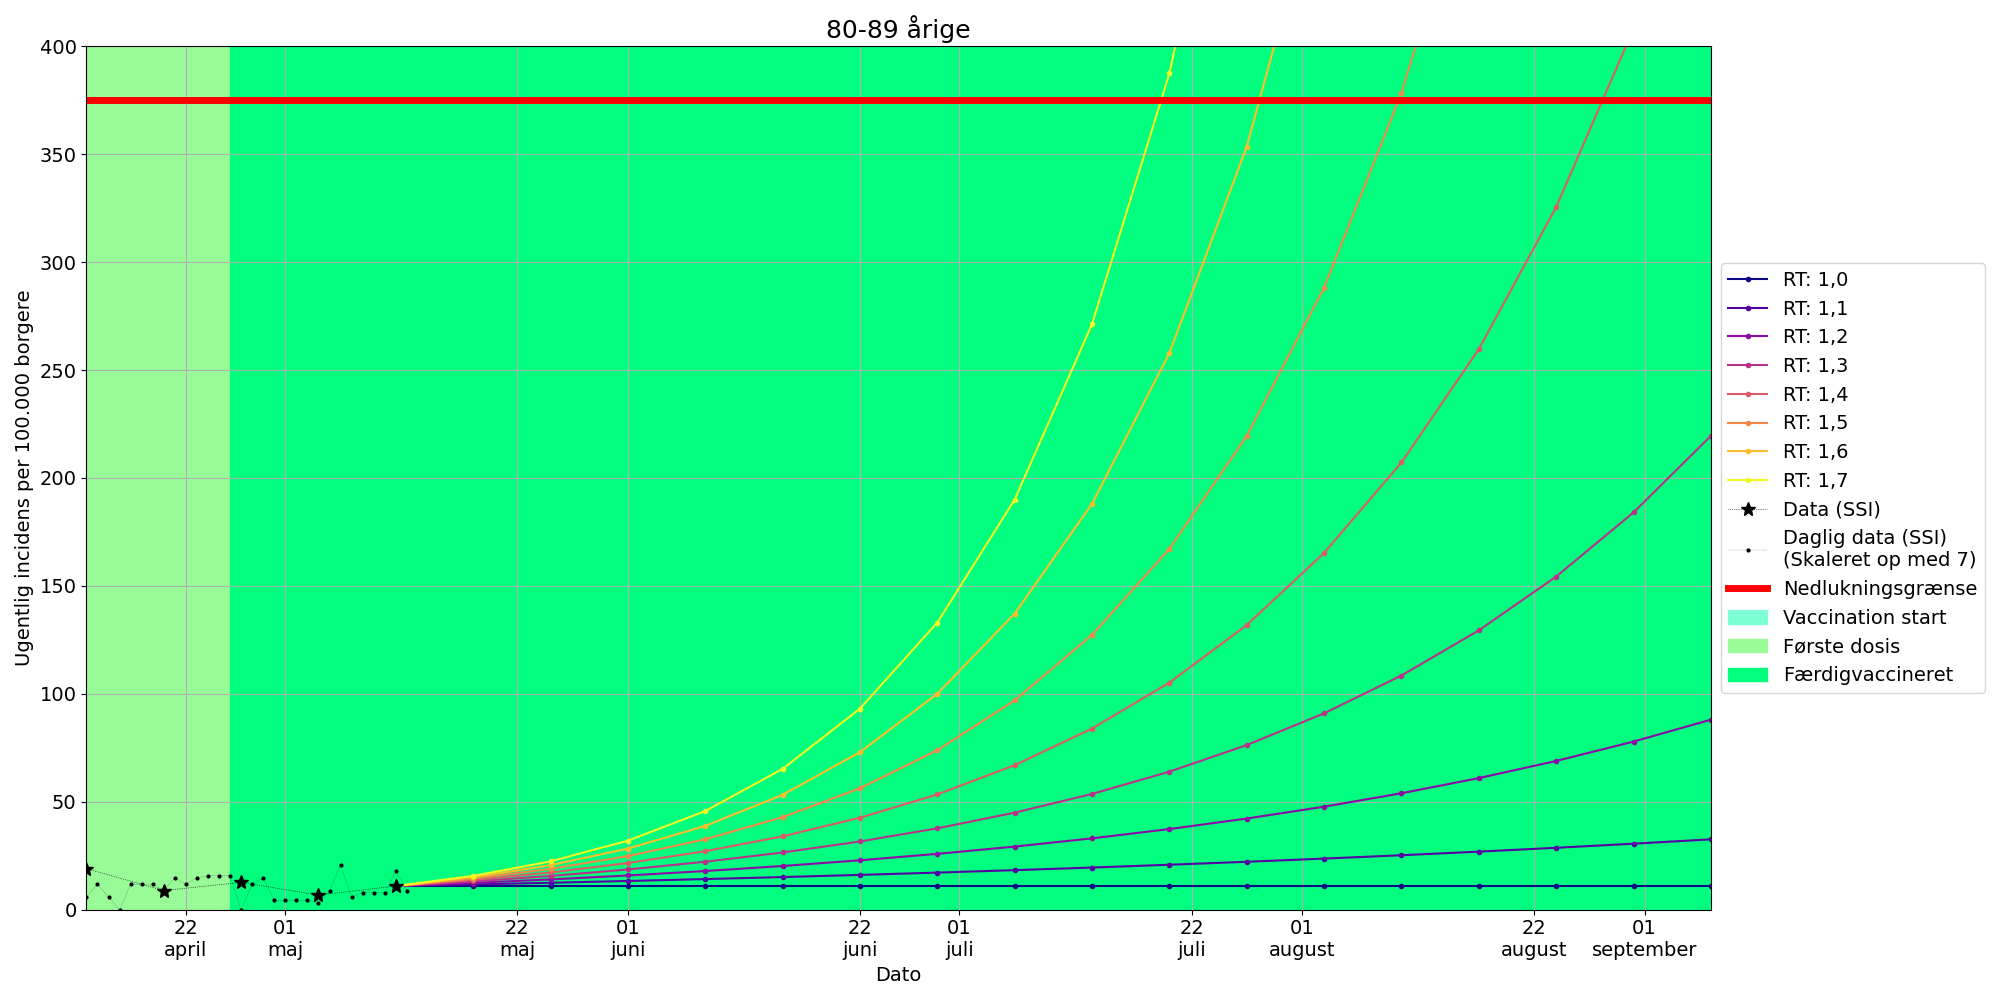 80-89 årige
Ugentlig incidens per 100.000 borgere
400
350
300
250
200
150
100
50
0
22
april
01
maj
22
maj
01
juni
22
juni
01
juli
22
juli
01
august
22
august
01
september
Dato
RT: 1,0
RT: 1,1
RT: 1,2
RT: 1,3
RT: 1,4
RT: 1,5
RT: 1,6
RT: 1,7
Data (SSI)
Daglig data (SSI)
(Skaleret op med 7)
Nedlukningsgrænse
Vaccination start
Første dosis
Færdigvaccineret